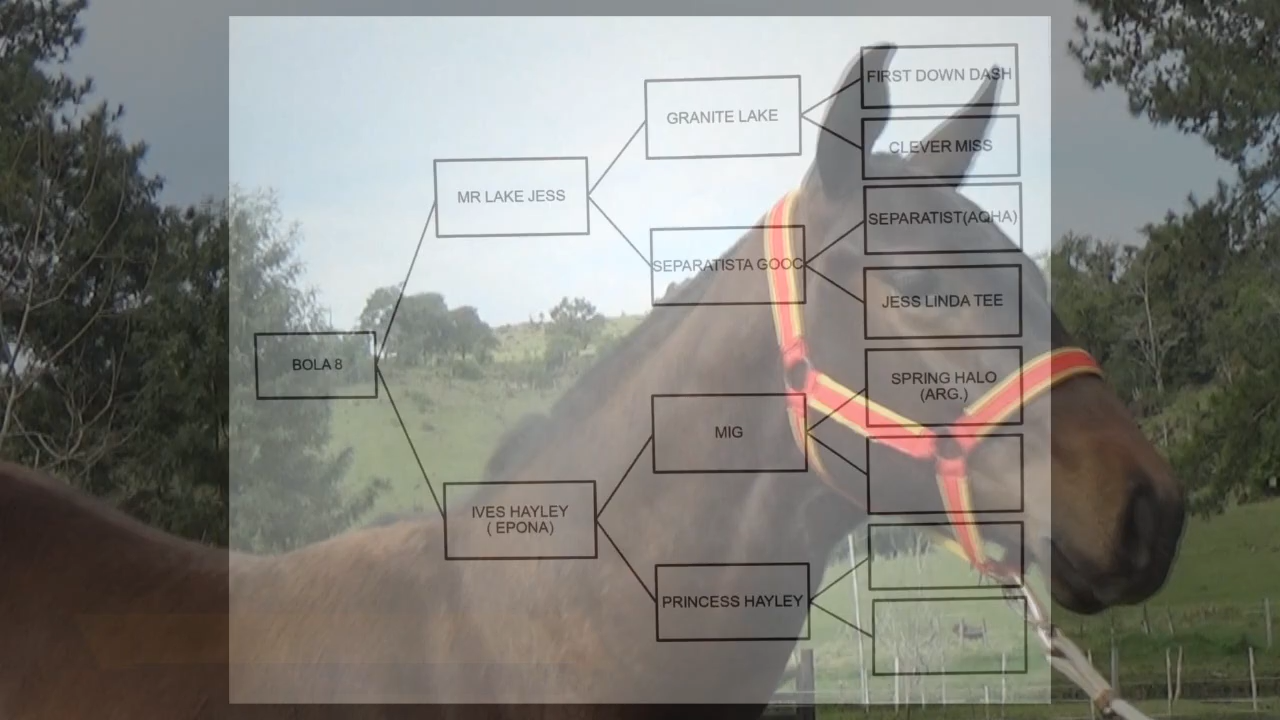 FIRST DOWN DASH
GRANITE LAKE
CLEVER MISS
MR LAKE JESS
SEPARATIST(AQHA)
SEPARATISTA GOOC
JESS LINDA TEE
BOLA 8
SPRING HALO
(ARG.)
MIG
IVES HAYLEY
( EPONA)
PRINCESS HAYLEY